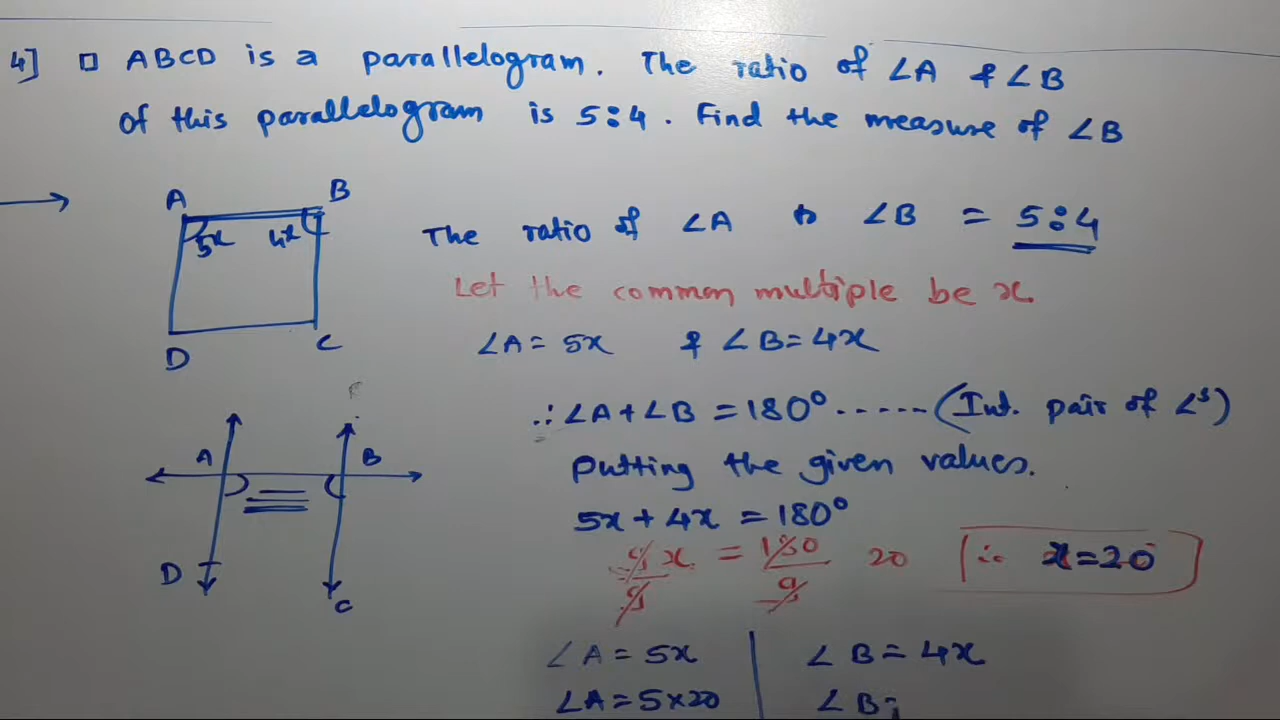 4] □ ABCD is a parallelogram. The ratio of ∠A & ∠B
of this parallelogram is 5:4. Find the measure of ∠B
A B
5x 4x
D C
The ratio of ∠A to ∠B = 5:4
Let the common multiple be x.
∠A = 5x & ∠B = 4x
∴ ∠A + ∠B = 180° ...... (Int. pair of ∠s)
Putting the given values.
5x + 4x = 180°
9x/9 = 180/9 20 ∴ x = 20
A B
D C
∠A = 5x ∠B = 4x
∠A = 5×20 ∠B =